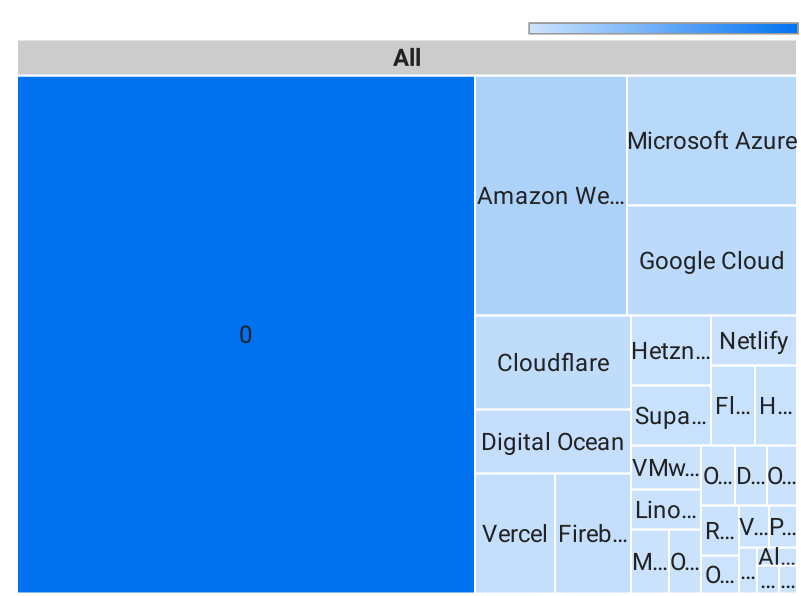 All
0
Amazon We...
Microsoft Azure
Google Cloud
Cloudflare
Digital Ocean
Vercel
Fireb...
Hetzn...
Netlify
Supa...
Fl...
H...
VMw...
Lino...
M...
O...
O...
D...
O...
R...
V...
P...
O...
...
Al...
...
...